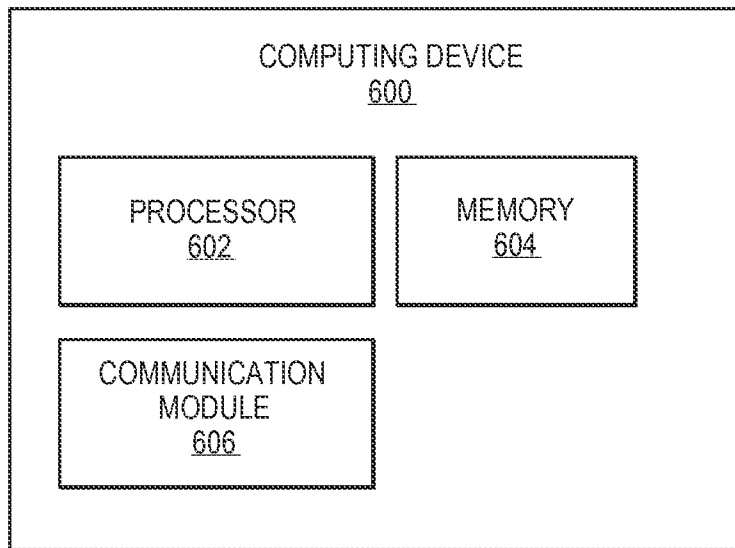 COMPUTING DEVICE
600
PROCESSOR
602
MEMORY
604
COMMUNICATION
MODULE
606